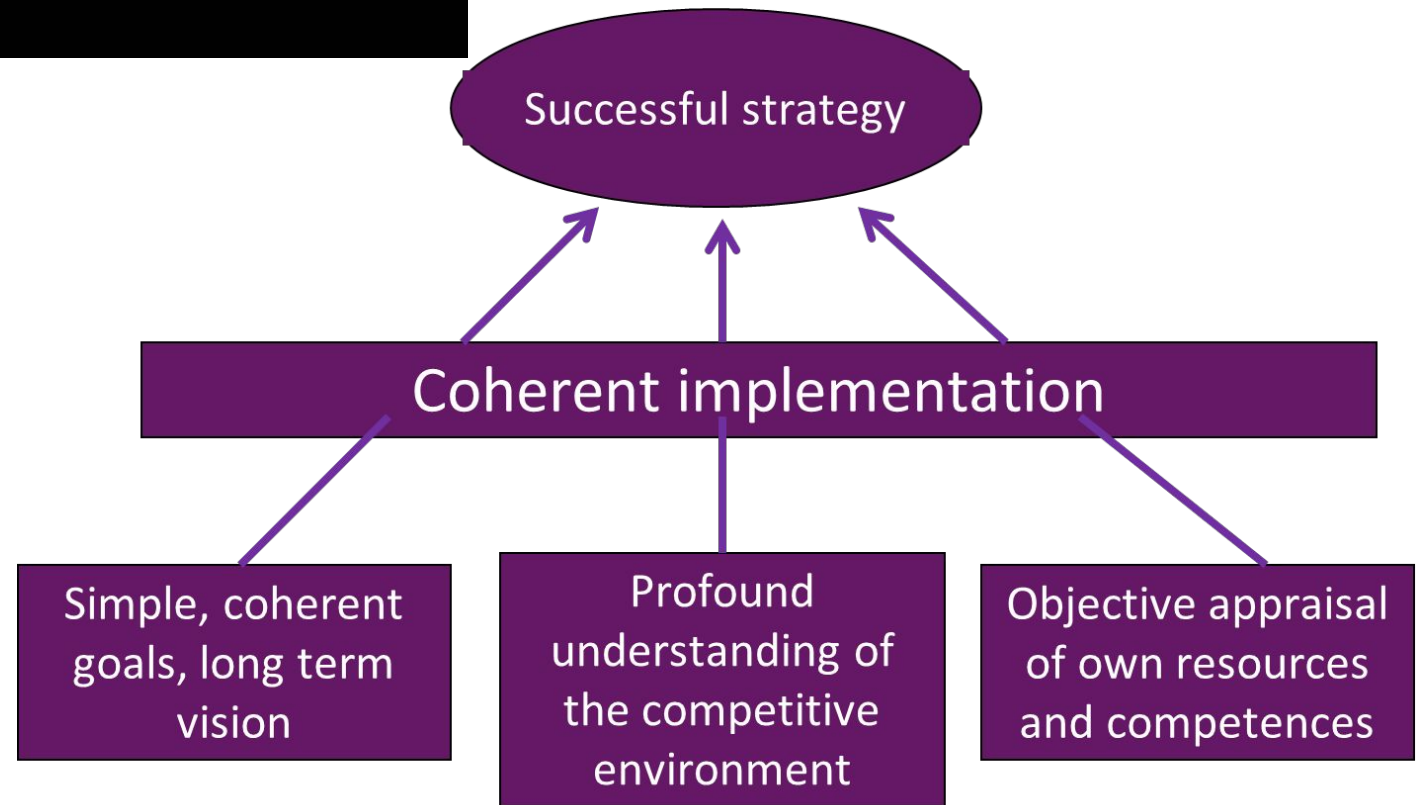 Successful strategy
Coherent implementation
Simple, coherent
goals, long term
vision
Profound
understanding of
the competitive
environment
Objective appraisal
of own resources
and competences